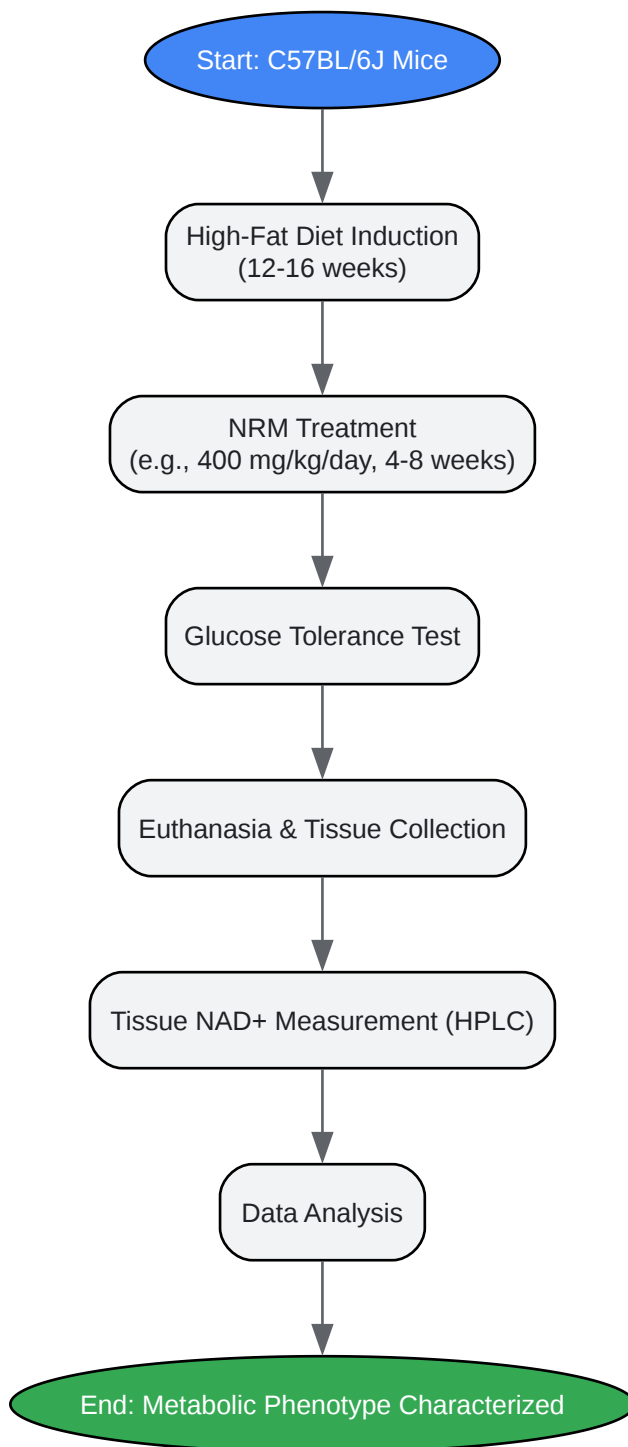 Start: C57BL/6J Mice
High-Fat Diet Induction
(12-16 weeks)
NRM Treatment
(e.g., 400 mg/kg/day, 4-8 weeks)
Glucose Tolerance Test
Euthanasia & Tissue Collection
Tissue NAD+ Measurement (HPLC)
Data Analysis
End: Metabolic Phenotype Characterized